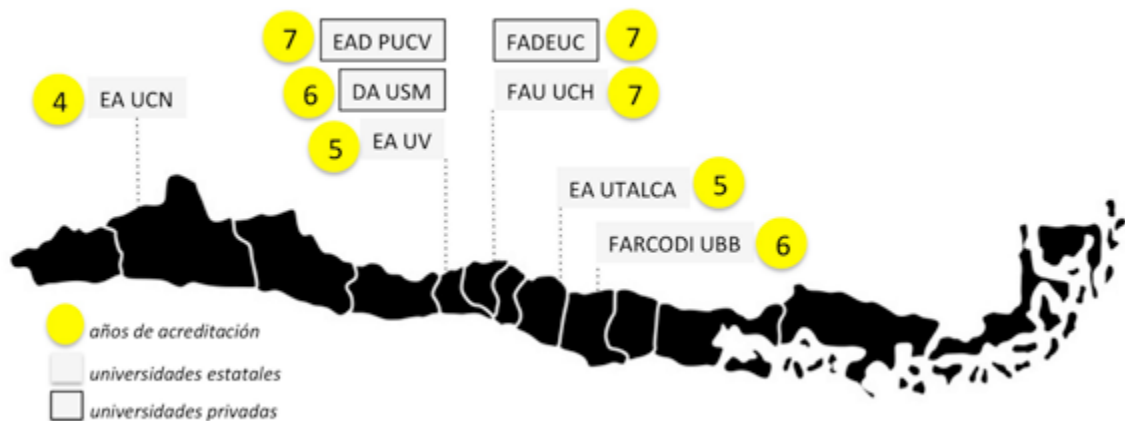 7 EAD PUCV
FADEUC 7
4 EA UCN
6 DA USM
FAU UCH 7
5 EA UV
EA UTALCA 5
FARCODI UBB 6
años de acreditación
universidades estatales
universidades privadas